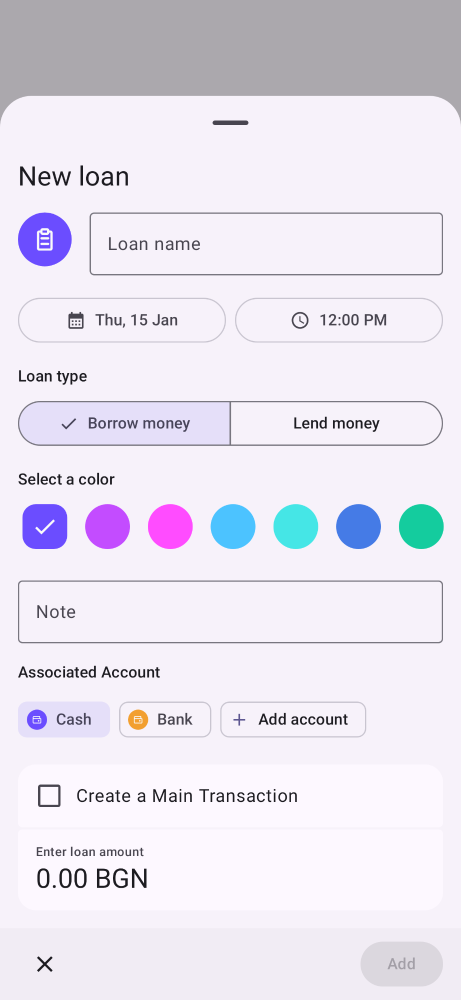 New loan
Loan name
Thu, 15 Jan
12:00 PM
Loan type
Borrow money
Lend money
Select a color
Note
Associated Account
Cash
Bank
Add account
Create a Main Transaction
Enter loan amount
0.00 BGN
Add